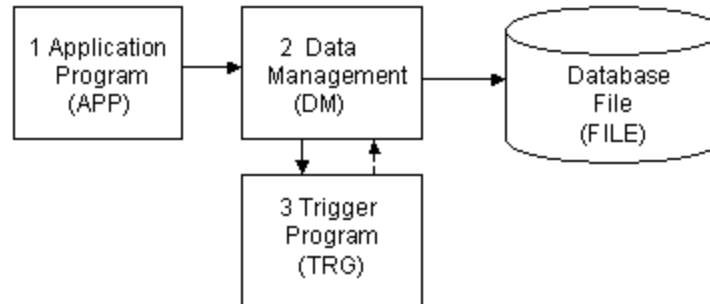 1 Application
Program
(APP)
2 Data
Management
(DM)
Database
File
(FILE)
3 Trigger
Program
(TRG)